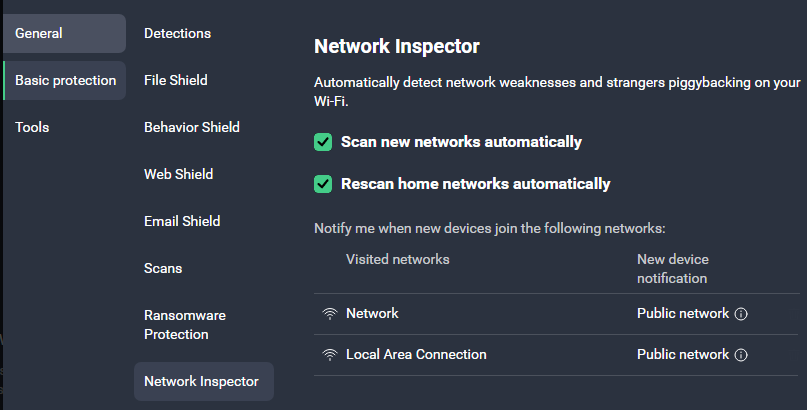 General
Basic protection
Tools
Detections
File Shield
Behavior Shield
Web Shield
Email Shield
Scans
Ransomware
Protection
Network Inspector
Network Inspector
Automatically detect network weaknesses and strangers piggybacking on your
Wi-Fi.
Scan new networks automatically
Rescan home networks automatically
Notify me when new devices join the following networks:
Visited networks
New device
notification
Network
Public network
Local Area Connection
Public network